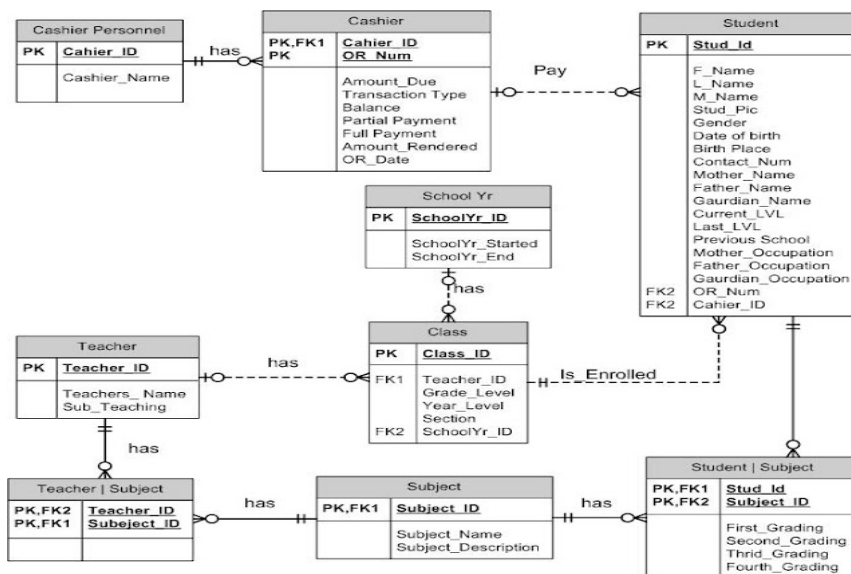 Cashier Personnel
PK Cahier_ID
Cashier_Name
has
Cashier
PK,FK1 Cahier_ID
PK OR_Num
Amount_Due
Transaction Type
Balance
Partial Payment
Full Payment
Amount_Rendered
OR_Date
Pay
Student
PK Stud_Id
F_Name
L_Name
M_Name
Stud_Pic
Gender
Date of birth
Birth Place
Contact_Num
Mother_Name
Father_Name
Gaurdian_Name
Current_LVL
Last_LVL
Previous School
Mother_Occupation
Father_Occupation
Gaurdian_Occupation
FK2 OR_Num
FK2 Cahier_ID
School Yr
PK SchoolYr_ID
SchoolYr_Started
SchoolYr_End
has
Teacher
PK Teacher_ID
Teachers_ Name
Sub_Teaching
has
Class
PK Class_ID
FK1 Teacher_ID
Grade_Level
Year_Level
Section
FK2 SchoolYr_ID
Is_Enrolled
has
Teacher | Subject
PK,FK2 Teacher_ID
PK,FK1 Subeject_ID
has
Subject
PK,FK1 Subject_ID
Subject_Name
Subject_Description
has
Student | Subject
PK,FK1 Stud_Id
PK,FK2 Subject_ID
First_Grading
Second_Grading
Thrid_Grading
Fourth_Grading